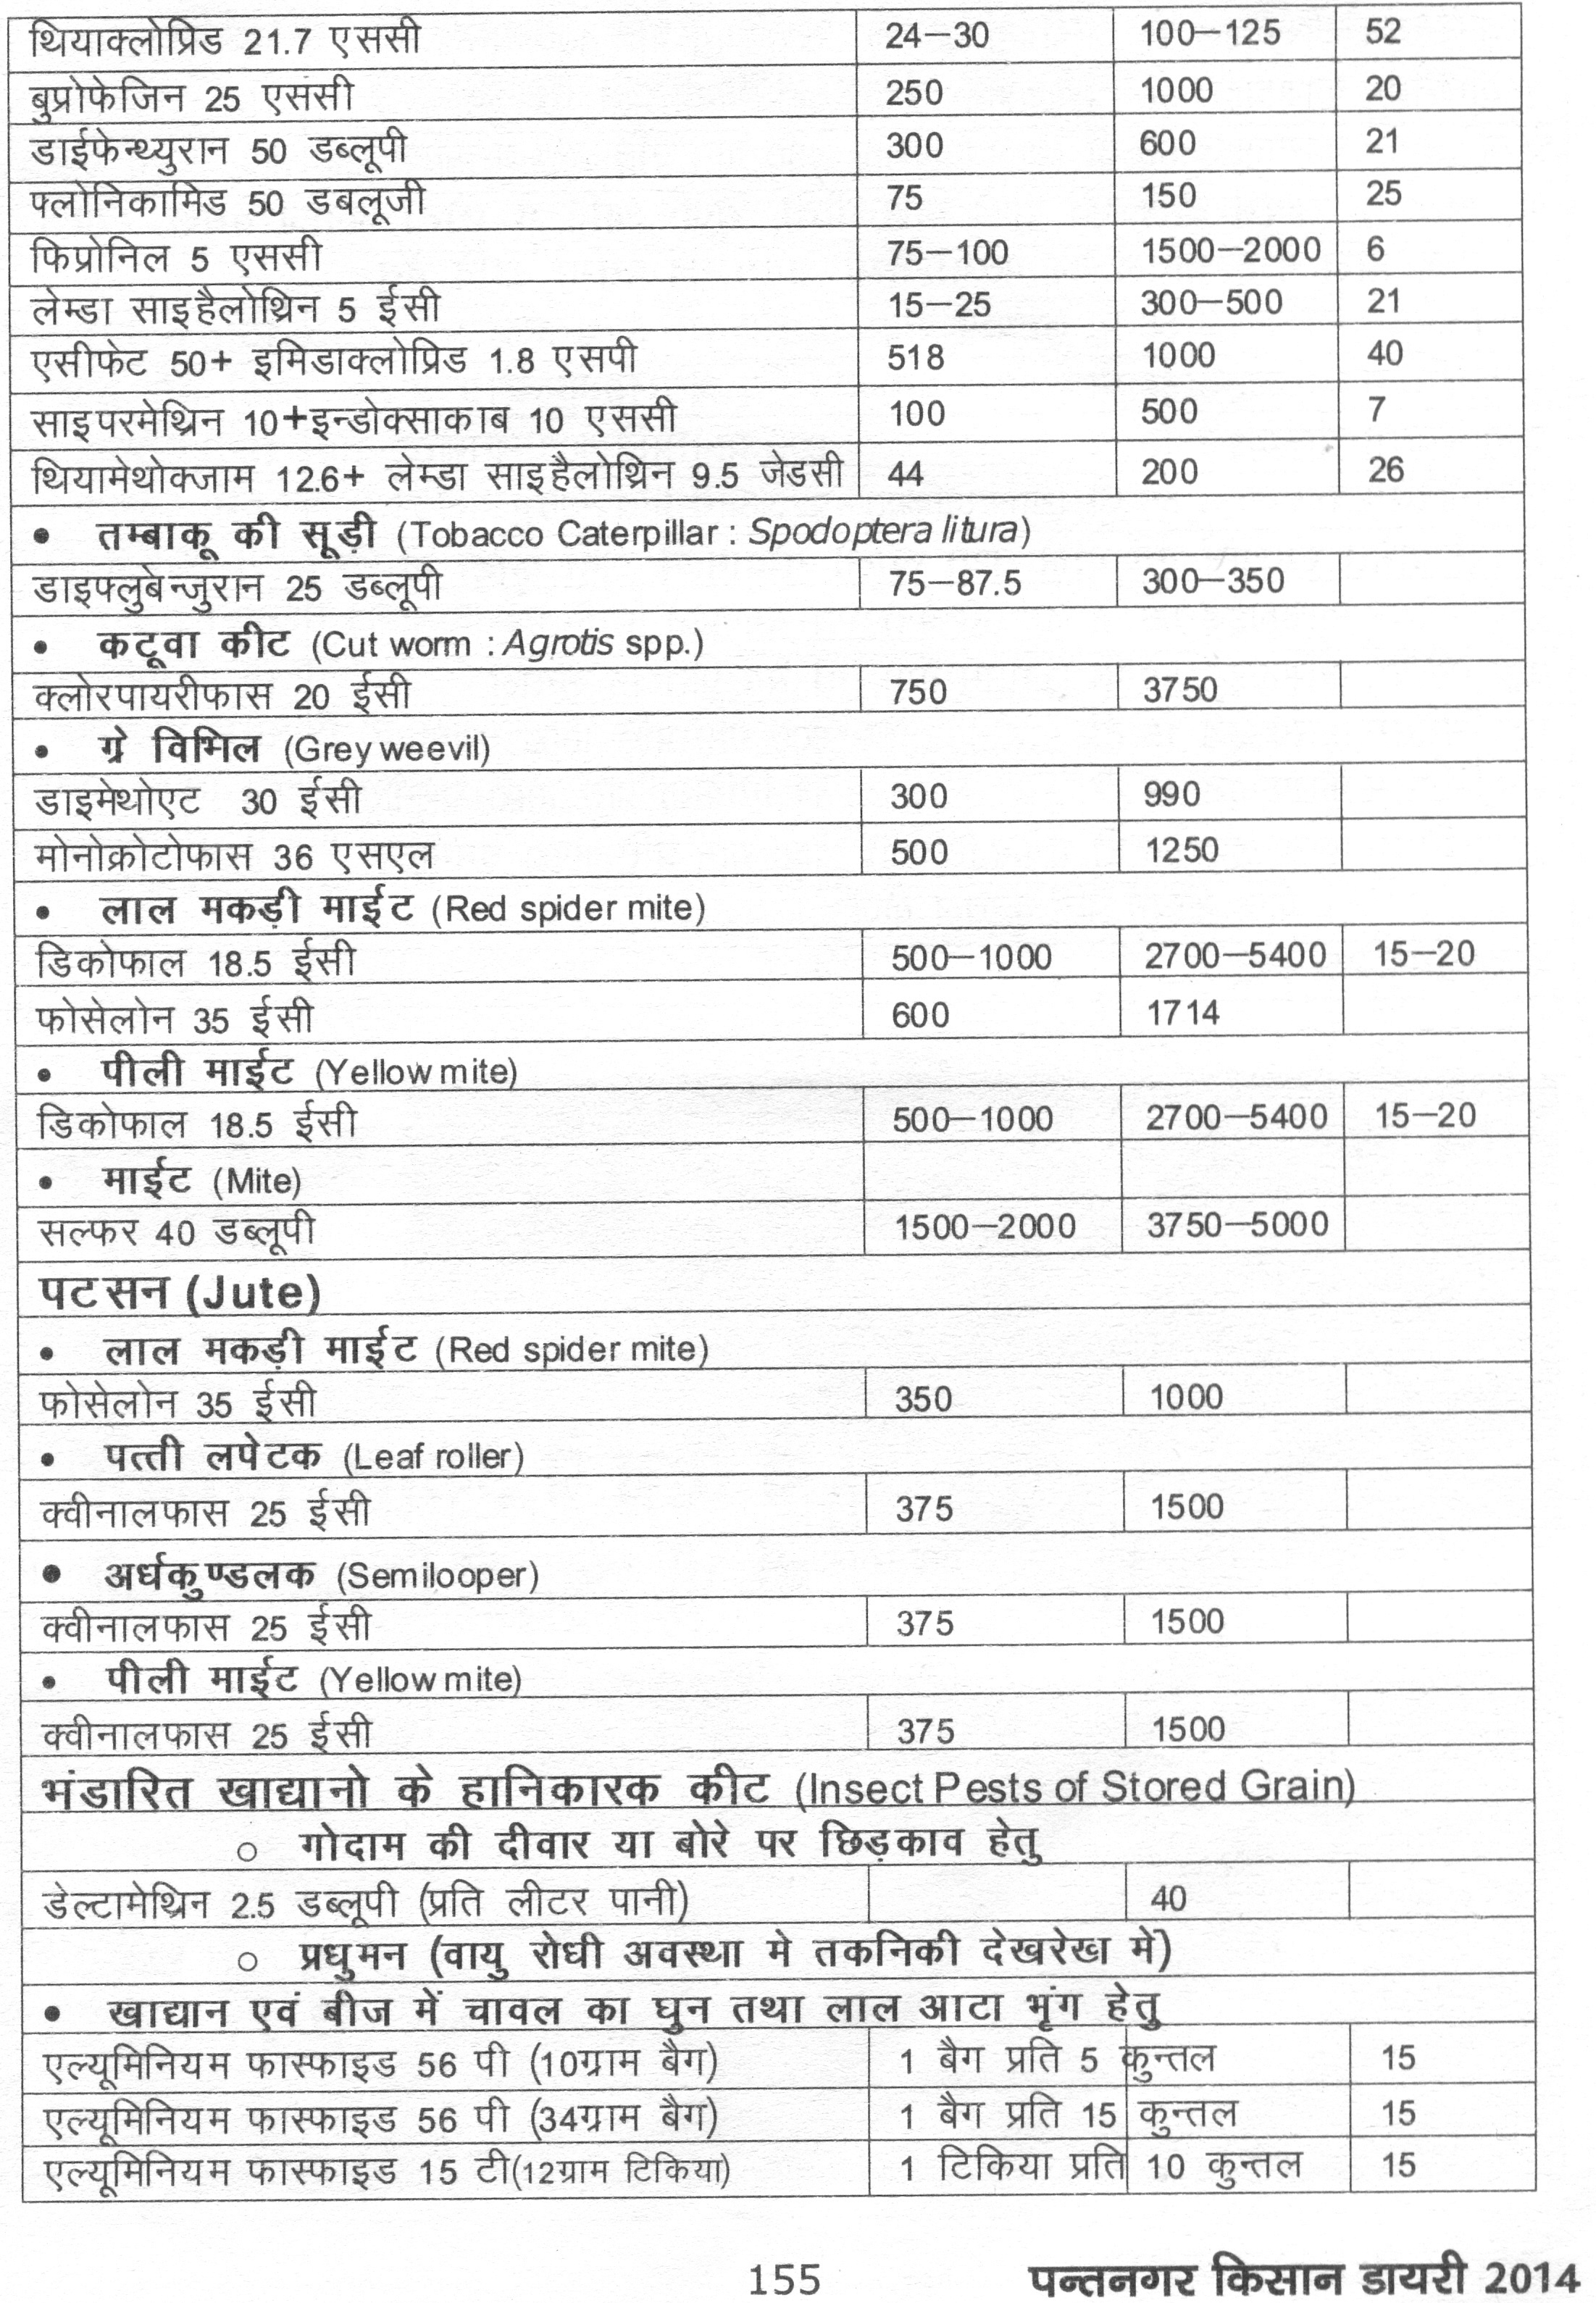 थियाक्लोप्रिड 21.7 एससी 24–30 100–125 52
बुप्रोफेजिन 25 एससी 250 1000 20
डाईफेन्थ्युरान 50 डब्लूपी 300 600 21
फ्लोनिकामिड 50 डबलूजी 75 150 25
फिप्रोनिल 5 एससी 75–100 1500–2000 6
लेम्डा साइहैलोथ्रिन 5 ईसी 15–25 300–500 21
एसीफेट 50+ इमिडाक्लोप्रिड 1.8 एसपी 518 1000 40
साइपरमेथ्रिन 10+इन्डोक्साकाब 10 एससी 100 500 7
थियामेथोक्जाम 12.6+ लेम्डा साइहैलोथ्रिन 9.5 जेडसी 44 200 26
• तम्बाकू की सूड़ी (Tobacco Caterpillar : Spodoptera litura)
डाइफ्लुबेन्जुरान 25 डब्लूपी 75–87.5 300–350
• कटूवा कीट (Cut worm : Agrotis spp.)
क्लोरपायरीफास 20 ईसी 750 3750
• ग्रे विभिल (Grey weevil)
डाइमेथोएट 30 ईसी 300 990
मोनोक्रोटोफास 36 एसएल 500 1250
• लाल मकड़ी माईट (Red spider mite)
डिकोफाल 18.5 ईसी 500–1000 2700–5400 15–20
फोसेलोन 35 ईसी 600 1714
• पीली माईट (Yellow mite)
डिकोफाल 18.5 ईसी 500–1000 2700–5400 15–20
• माईट (Mite)
सल्फर 40 डब्लूपी 1500–2000 3750–5000
पटसन (Jute)
• लाल मकड़ी माईट (Red spider mite)
फोसेलोन 35 ईसी 350 1000
• पत्ती लपेटक (Leaf roller)
क्वीनालफास 25 ईसी 375 1500
• अर्धकुण्डलक (Semilooper)
क्वीनालफास 25 ईसी 375 1500
• पीली माईट (Yellow mite)
क्वीनालफास 25 ईसी 375 1500
भंडारित खाद्यानो के हानिकारक कीट (Insect Pests of Stored Grain)
○ गोदाम की दीवार या बोरे पर छिड़काव हेतु
डेल्टामेथ्रिन 2.5 डब्लूपी (प्रति लीटर पानी) 40
○ प्रधुमन (वायु रोधी अवस्था मे तकनिकी देखरेख में)
• खाद्यान एवं बीज में चावल का घुन तथा लाल आटा भृंग हेतु
एल्यूमिनियम फास्फाइड 56 पी (10ग्राम बैग) 1 बैग प्रति 5 कुन्तल 15
एल्यूमिनियम फास्फाइड 56 पी (34ग्राम बैग) 1 बैग प्रति 15 कुन्तल 15
एल्यूमिनियम फास्फाइड 15 टी(12ग्राम टिकिया) 1 टिकिया प्रति 10 कुन्तल 15
155 पन्तनगर किसान डायरी 2014